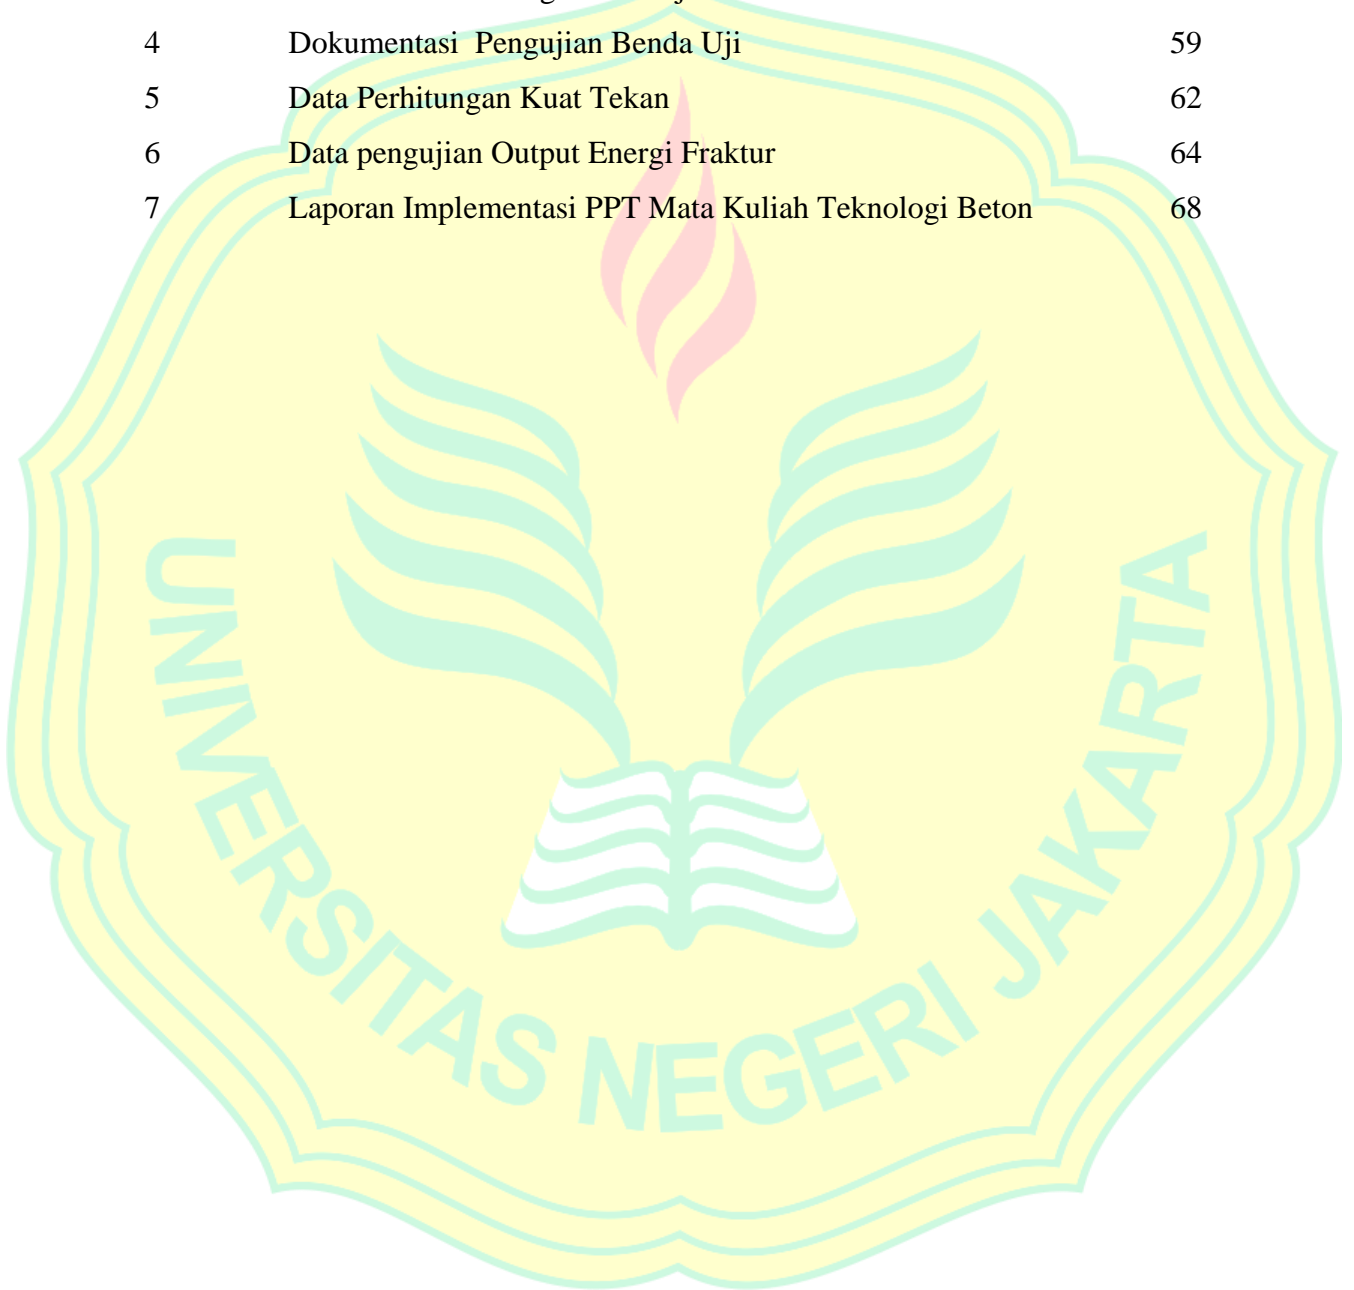 4 Dokumentasi Pengujian Benda Uji 59
5 Data Perhitungan Kuat Tekan 62
6 Data pengujian Output Energi Fraktur 64
7 Laporan Implementasi PPT Mata Kuliah Teknologi Beton 68
UNIVERSITAS NEGERI JAKARTA